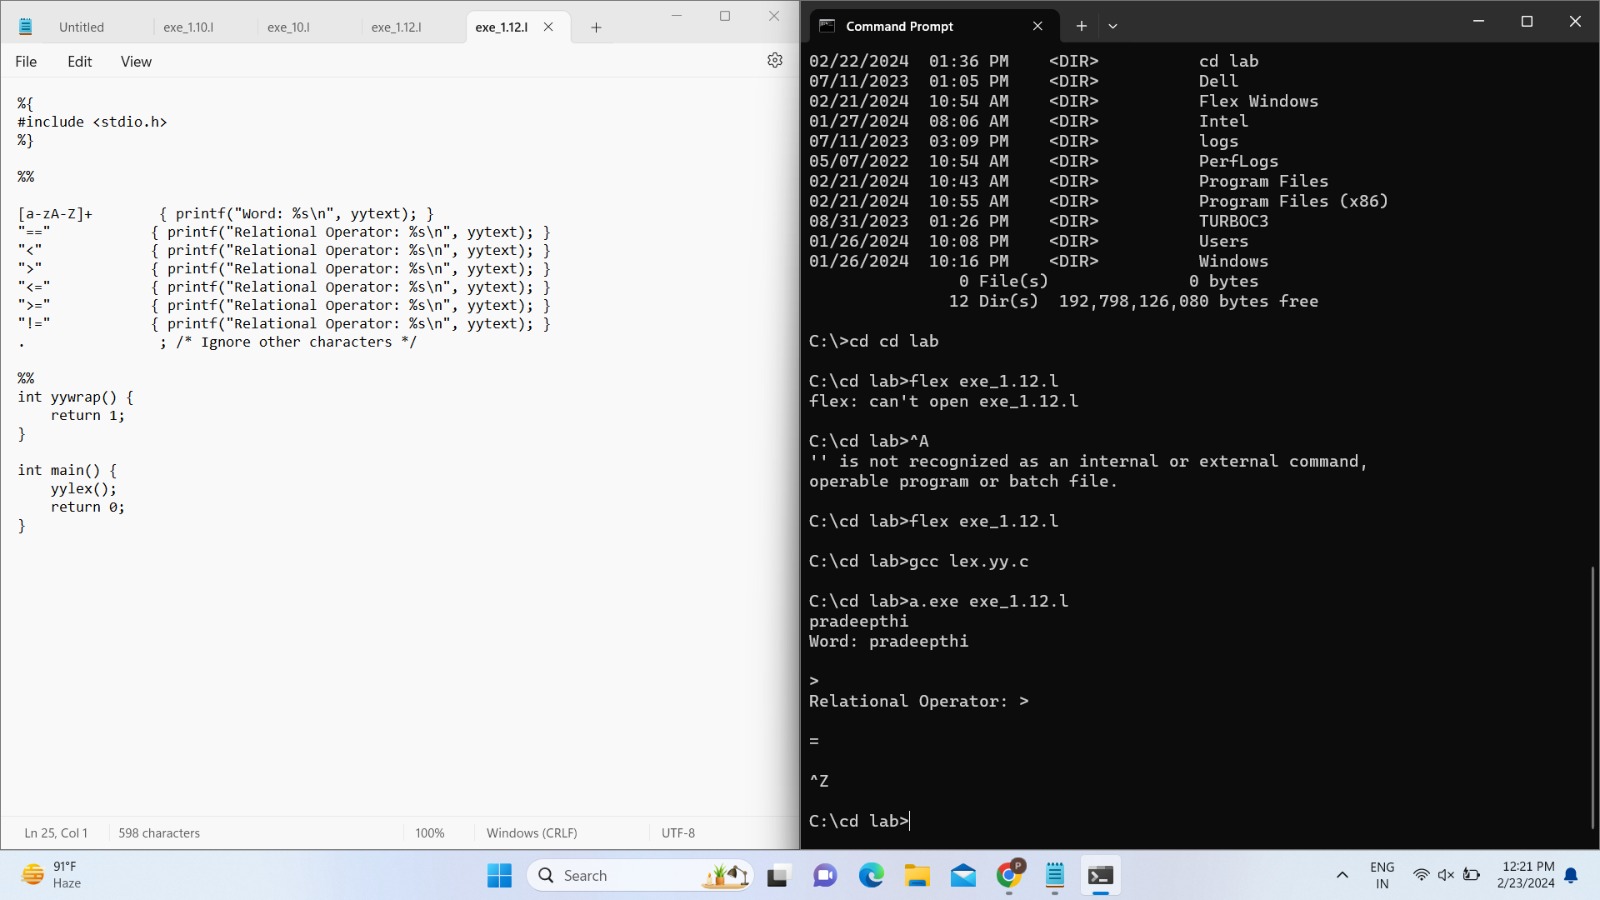 Untitled
exe_1.10.l
exe_10.l
exe_1.12.l
exe_1.12.l
File
Edit
View
%{
#include <stdio.h>
%}
%%
[a-zA-Z]+        { printf("Word: %s\n", yytext); }
"=="            { printf("Relational Operator: %s\n", yytext); }
"<"             { printf("Relational Operator: %s\n", yytext); }
">"             { printf("Relational Operator: %s\n", yytext); }
"<="            { printf("Relational Operator: %s\n", yytext); }
">="            { printf("Relational Operator: %s\n", yytext); }
"!="            { printf("Relational Operator: %s\n", yytext); }
.                ; /* Ignore other characters */
%%
int yywrap() {
    return 1;
}
int main() {
    yylex();
    return 0;
}
Ln 25, Col 1
598 characters
100%
Windows (CRLF)
UTF-8
Command Prompt
02/22/2024  01:36 PM    <DIR>          cd lab
07/11/2023  01:05 PM    <DIR>          Dell
02/21/2024  10:54 AM    <DIR>          Flex Windows
01/27/2024  08:06 AM    <DIR>          Intel
07/11/2023  03:09 PM    <DIR>          logs
05/07/2022  10:54 AM    <DIR>          PerfLogs
02/21/2024  10:43 AM    <DIR>          Program Files
02/21/2024  10:55 AM    <DIR>          Program Files (x86)
08/31/2023  01:26 PM    <DIR>          TURBOC3
01/26/2024  10:08 PM    <DIR>          Users
01/26/2024  10:16 PM    <DIR>          Windows
               0 File(s)              0 bytes
              12 Dir(s)  192,798,126,080 bytes free
C:\>cd cd lab
C:\cd lab>flex exe_1.12.l
flex: can't open exe_1.12.l
C:\cd lab>^A
'' is not recognized as an internal or external command,
operable program or batch file.
C:\cd lab>flex exe_1.12.l
C:\cd lab>gcc lex.yy.c
C:\cd lab>a.exe exe_1.12.l
pradeepthi
Word: pradeepthi
>
Relational Operator: >
=
^Z
C:\cd lab>
91°F
Haze
Search
P
ENG
IN
12:21 PM
2/23/2024